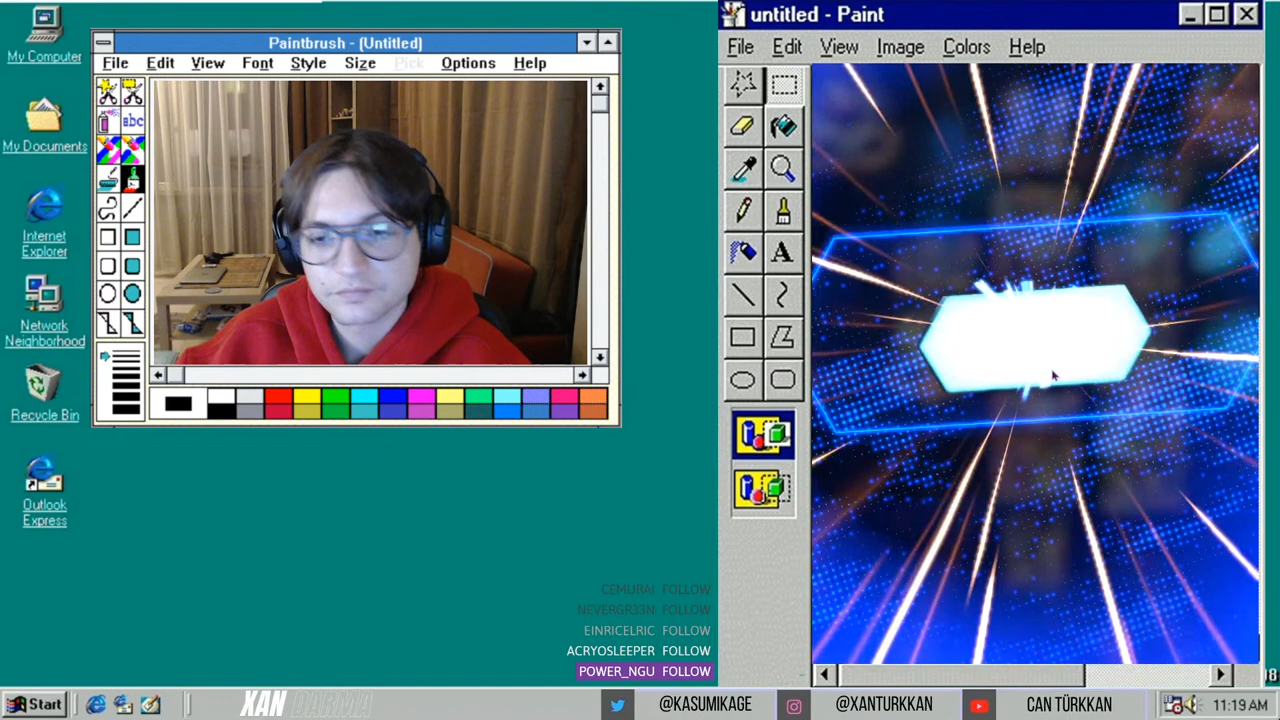 My Computer
My Documents
Internet
Explorer
Network
Neighborhood
Recycle Bin
Outlook
Express
Paintbrush - (Untitled)
File Edit View Font Style Size Pick Options Help
abc
untitled - Paint
File Edit View Image Colors Help
A
CEMURAI FOLLOW
NEVERGR33N FOLLOW
EINRICELRIC FOLLOW
ACRYOSLEEPER FOLLOW
POWER_NGU FOLLOW
Start
XAN DARMA
@KASUMIKAGE
@XANTURKKAN
CAN TÜRKKAN
11:19 AM